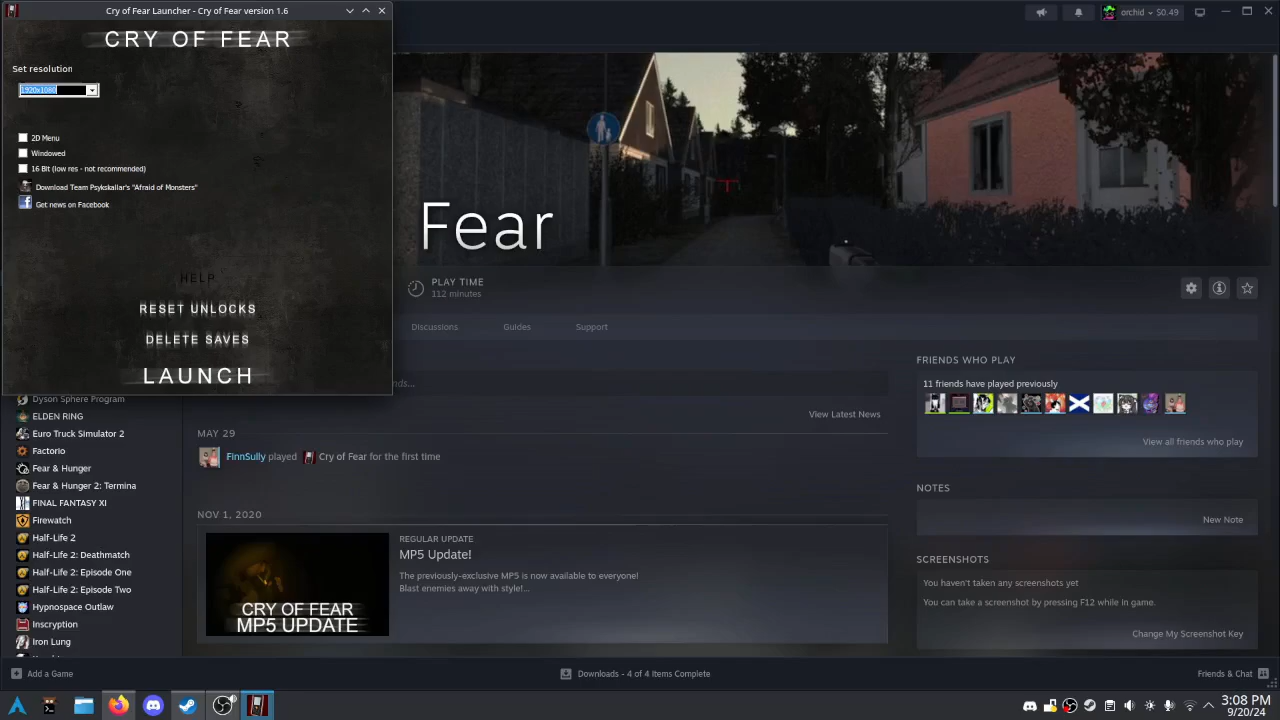 Cry of Fear Launcher - Cry of Fear version 1.6
CRY OF FEAR
Set resolution
1920x1080
2D Menu
Windowed
16 Bit (low res - not recommended)
Download Team Psykskallar's "Afraid of Monsters"
Get news on Facebook
HELP
RESET UNLOCKS
DELETE SAVES
LAUNCH
orchid
$0.49
Fear
PLAY TIME
112 minutes
Discussions
Guides
Support
View Latest News
MAY 29
FinnSully played Cry of Fear for the first time
NOV 1, 2020
CRY OF FEAR
MP5 UPDATE
REGULAR UPDATE
MP5 Update!
The previously-exclusive MP5 is now available to everyone!
Blast enemies away with style!...
FRIENDS WHO PLAY
11 friends have played previously
View all friends who play
NOTES
New Note
SCREENSHOTS
You haven't taken any screenshots yet
You can take a screenshot by pressing F12 while in game.
Change My Screenshot Key
Dyson Sphere Program
ELDEN RING
Euro Truck Simulator 2
Factorio
Fear & Hunger
Fear & Hunger 2: Termina
FINAL FANTASY XI
Firewatch
Half-Life 2
Half-Life 2: Deathmatch
Half-Life 2: Episode One
Half-Life 2: Episode Two
Hypnospace Outlaw
Inscryption
Iron Lung
Add a Game
Downloads - 4 of 4 Items Complete
Friends & Chat
3:08 PM
9/20/24